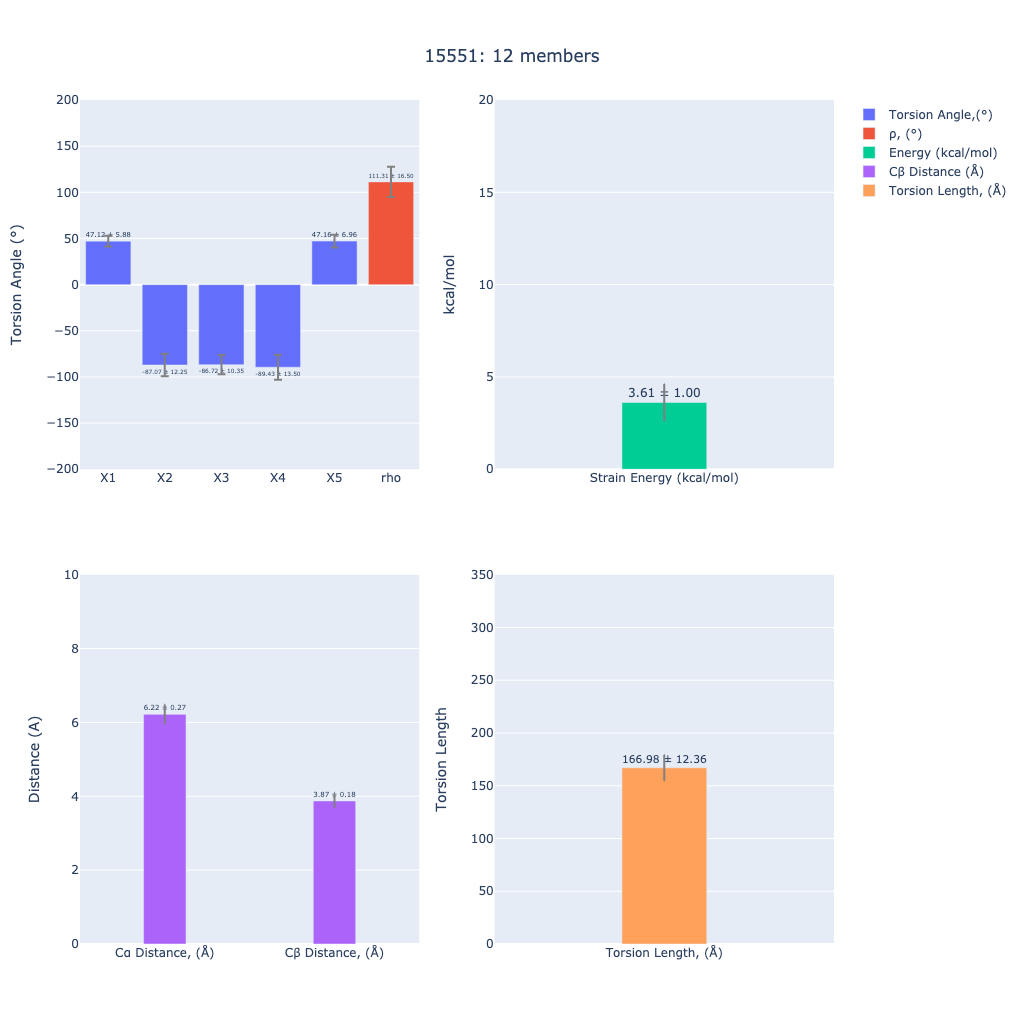 15551: 12 members
Torsion Angle (°)
200
150
100
50
0
−50
−100
−150
−200
47.12 ± 5.88
-87.07 ± 12.25
-86.72 ± 10.35
-89.43 ± 13.50
47.16 ± 6.96
111.31 ± 16.50
X1 X2 X3 X4 X5 rho
kcal/mol
20
15
10
5
0
3.61 ± 1.00
Strain Energy (kcal/mol)
Torsion Angle,(°)
ρ, (°)
Energy (kcal/mol)
Cβ Distance (Å)
Torsion Length, (Å)
Distance (A)
10
8
6
4
2
0
6.22 ± 0.27
3.87 ± 0.18
Cα Distance, (Å) Cβ Distance, (Å)
Torsion Length
350
300
250
200
150
100
50
0
166.98 ± 12.36
Torsion Length, (Å)